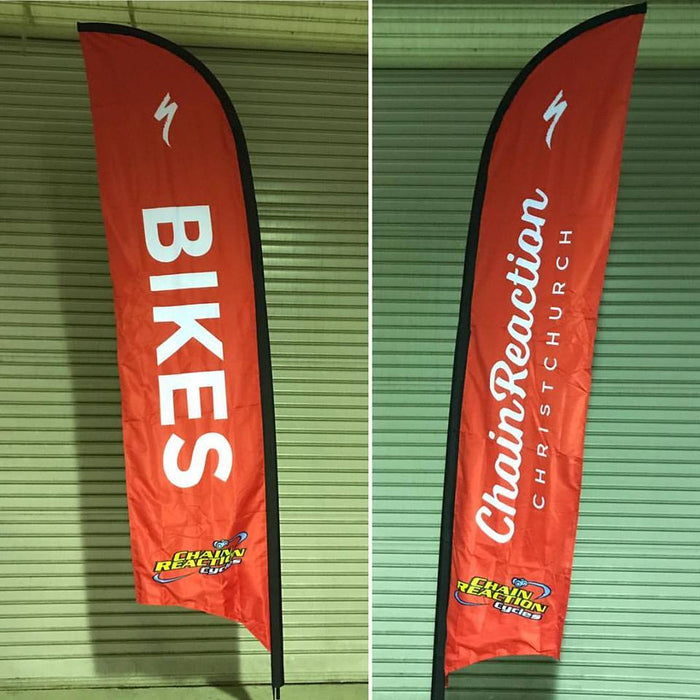 BIKES
CHAIN
REACTION
cycles
ChainReaction
CHRISTCHURCH
CHAIN
REACTION
cycles